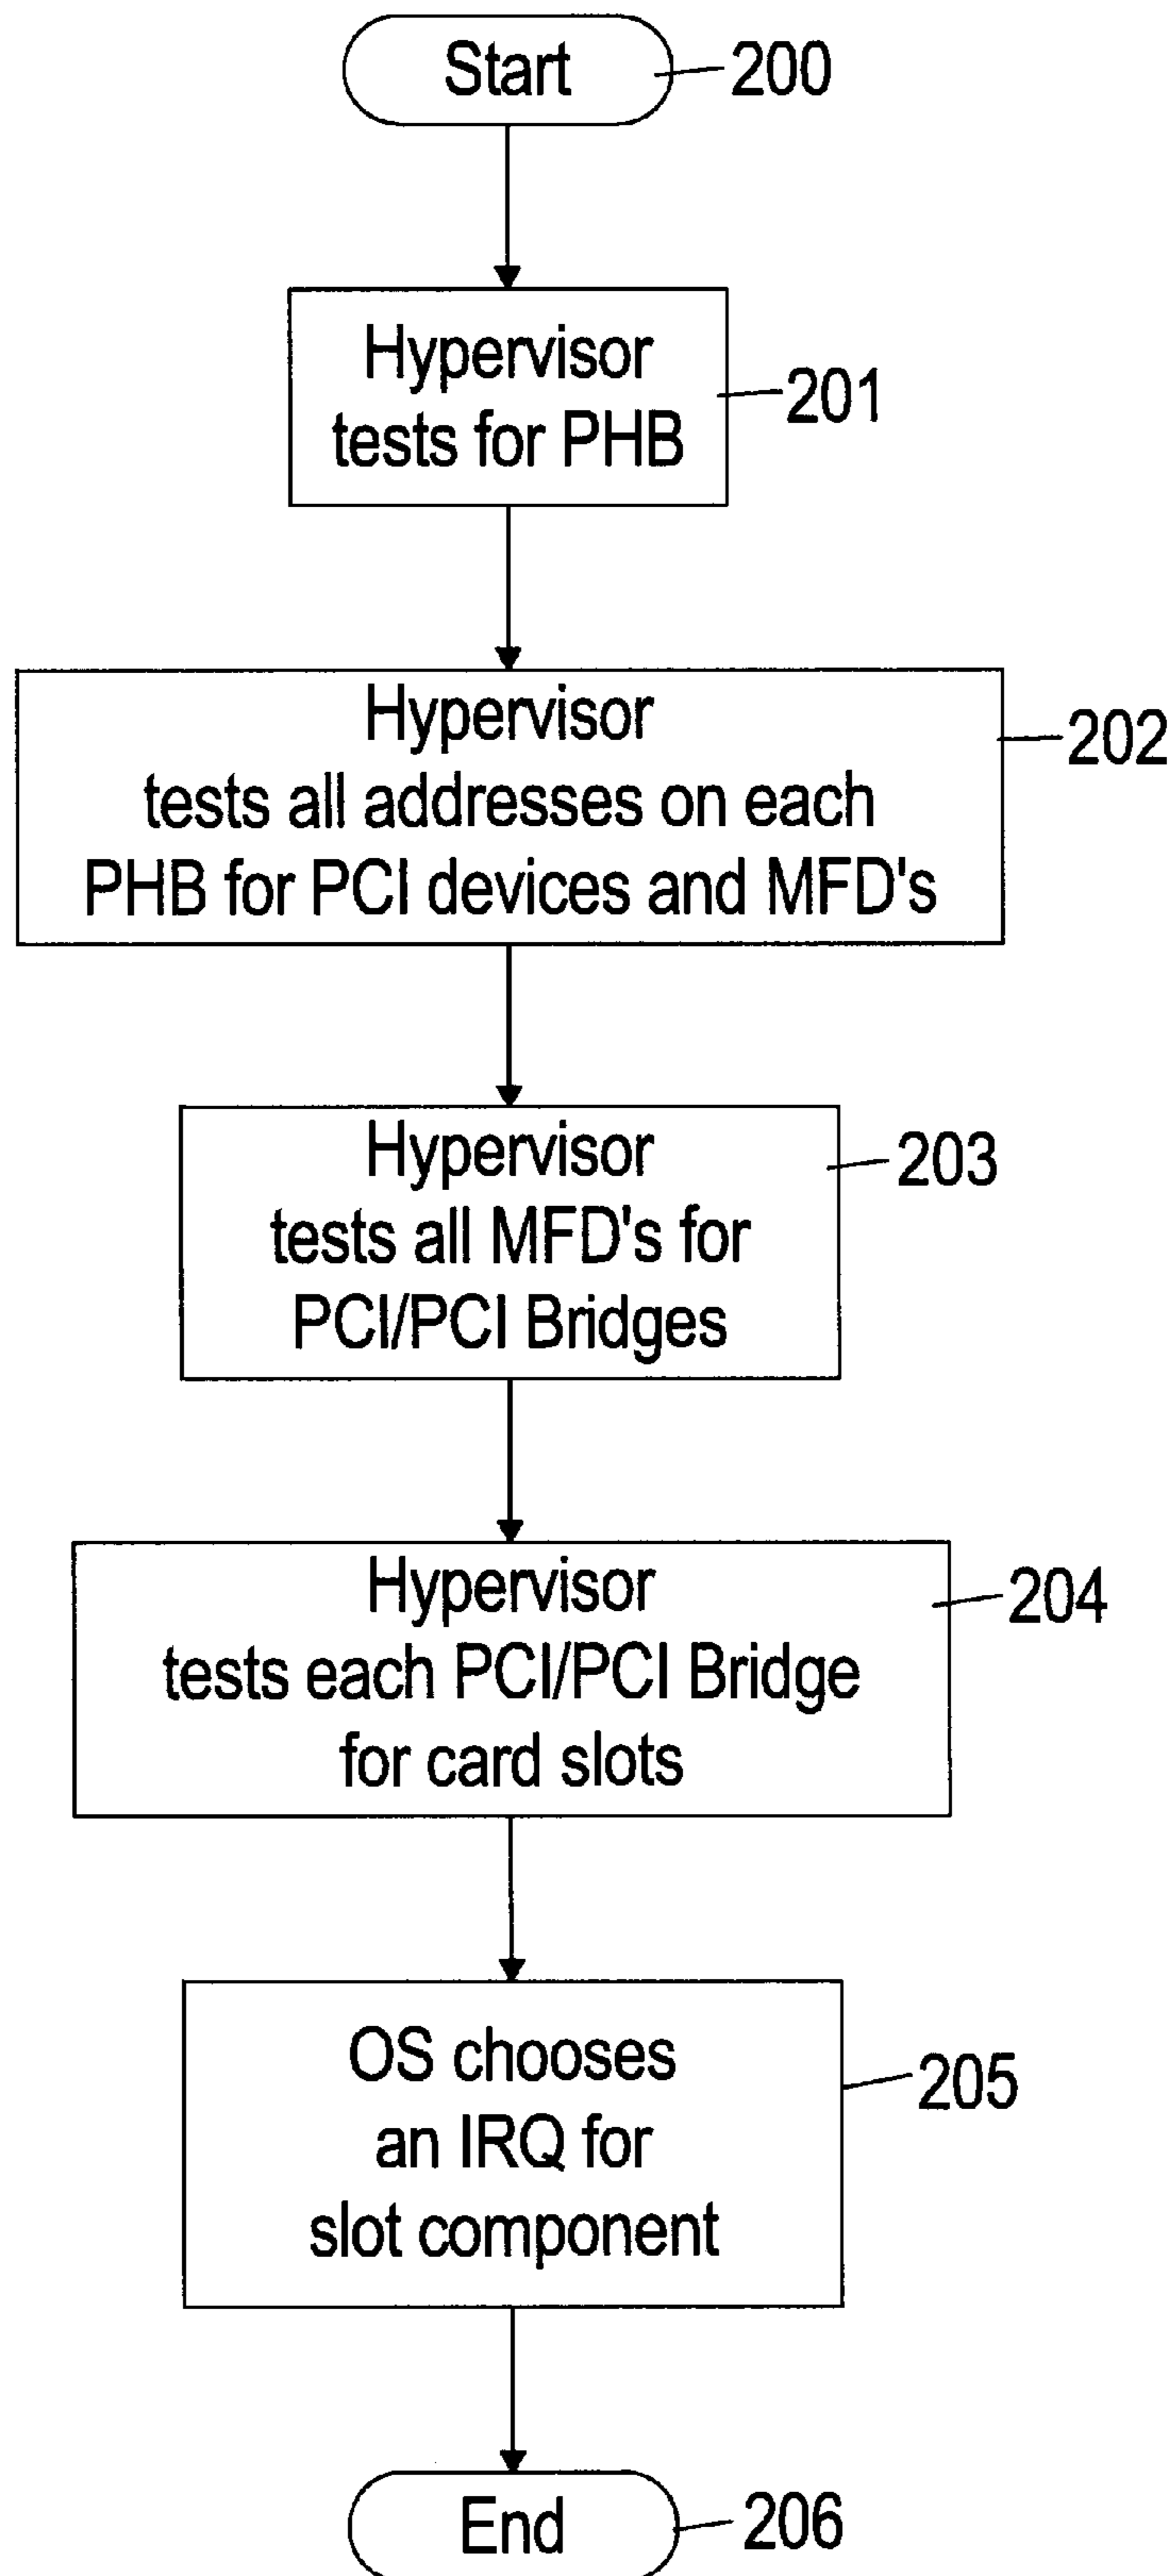 Start
200
Hypervisor
tests for PHB
201
Hypervisor
tests all addresses on each
PHB for PCI devices and MFD's
202
Hypervisor
tests all MFD's for
PCI/PCI Bridges
203
Hypervisor
tests each PCI/PCI Bridge
for card slots
204
OS chooses
an IRQ for
slot component
205
End
206